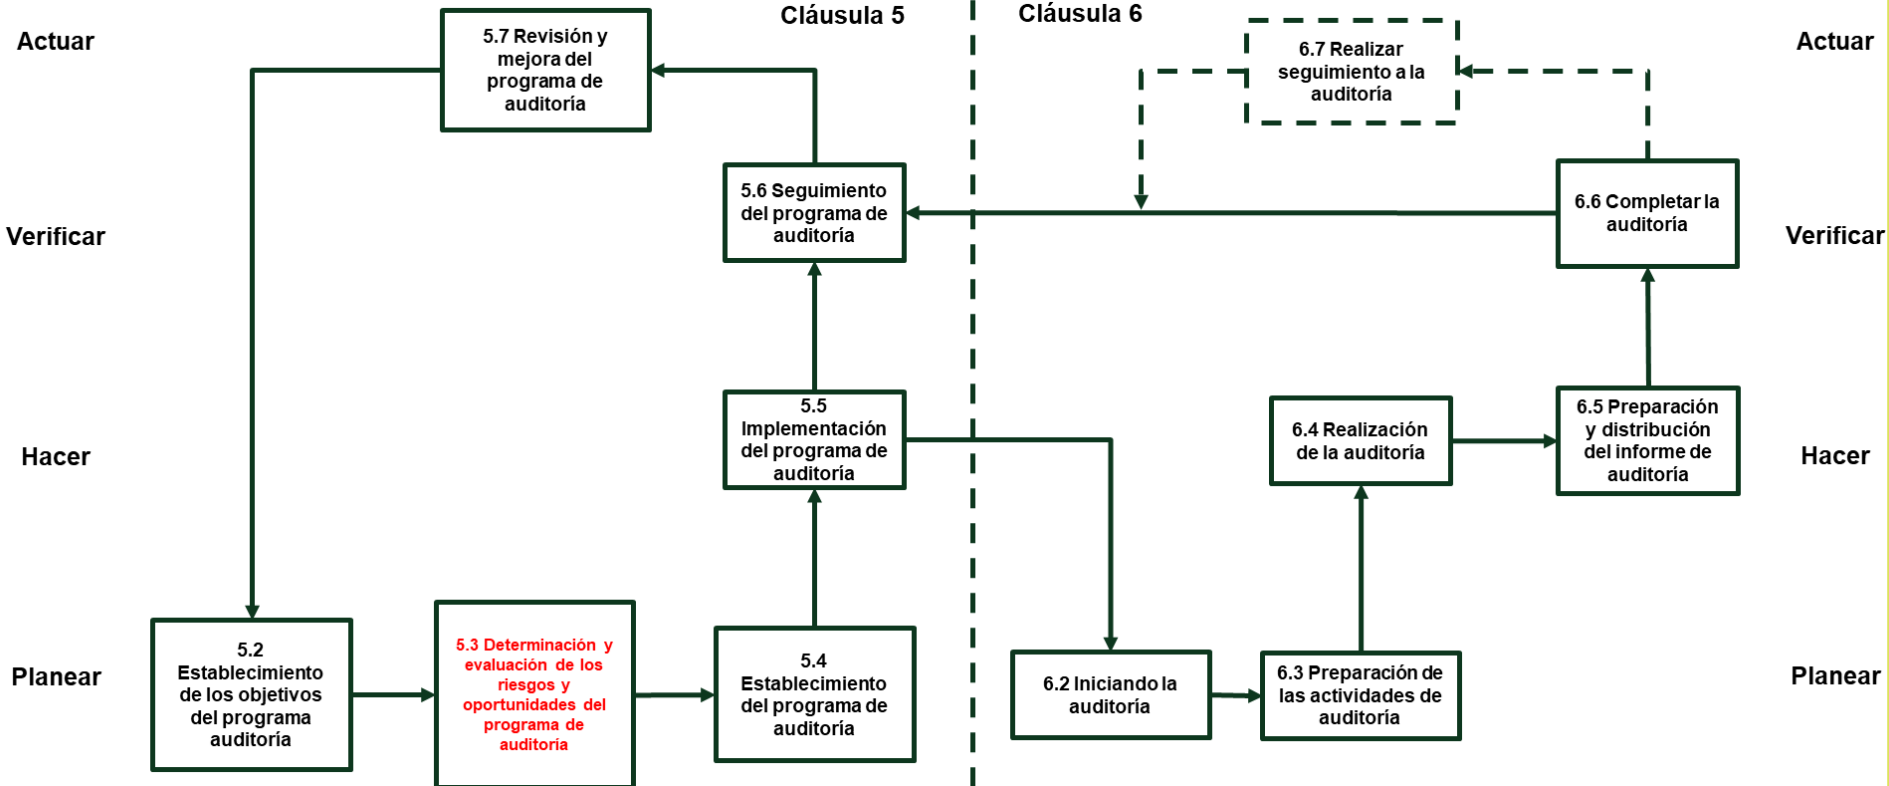 Cláusula 5
Cláusula 6
Actuar
5.7 Revisión y
mejora del
programa de
auditoría
6.7 Realizar
seguimiento a la
auditoría
Actuar
Verificar
5.6 Seguimiento
del programa de
auditoría
6.6 Completar la
auditoría
Verificar
Hacer
5.5
Implementación
del programa de
auditoría
6.4 Realización
de la auditoría
6.5 Preparación
y distribución
del informe de
auditoría
Hacer
Planear
5.2
Establecimiento
de los objetivos
del programa
auditoría
5.3 Determinación y
evaluación de los
riesgos y
oportunidades del
programa de
auditoría
5.4
Establecimiento
del programa de
auditoría
6.2 Iniciando la
auditoría
6.3 Preparación de
las actividades de
auditoría
Planear